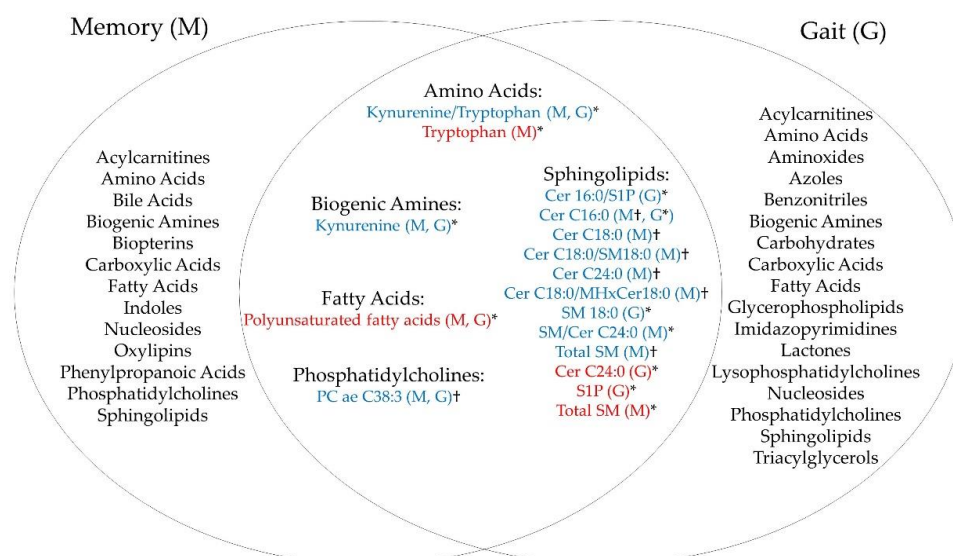 Memory (M)
Gait (G)
Acylcarnitines
Amino Acids
Bile Acids
Biogenic Amines
Biopterins
Carboxylic Acids
Fatty Acids
Indoles
Nucleosides
Oxylipins
Phenylpropanoic Acids
Phosphatidylcholines
Sphingolipids
Amino Acids:
Kynurenine/Tryptophan (M, G)*
Tryptophan (M)*
Biogenic Amines:
Kynurenine (M, G)*
Fatty Acids:
Polyunsaturated fatty acids (M, G)*
Phosphatidylcholines:
PC ae C38:3 (M, G)†
Sphingolipids:
Cer 16:0/S1P (G)*
Cer C16:0 (M†, G*)
Cer C18:0 (M)†
Cer C18:0/SM18:0 (M)†
Cer C24:0 (M)†
Cer C18:0/MHxCer18:0 (M)†
SM 18:0 (G)*
SM/Cer C24:0 (M)*
Total SM (M)†
Cer C24:0 (G)*
S1P (G)*
Total SM (M)*
Acylcarnitines
Amino Acids
Aminoxides
Azoles
Benzonitriles
Biogenic Amines
Carbohydrates
Carboxylic Acids
Fatty Acids
Glycerophospholipids
Imidazopyrimidines
Lactones
Lysophosphatidylcholines
Nucleosides
Phosphatidylcholines
Sphingolipids
Triacylglycerols